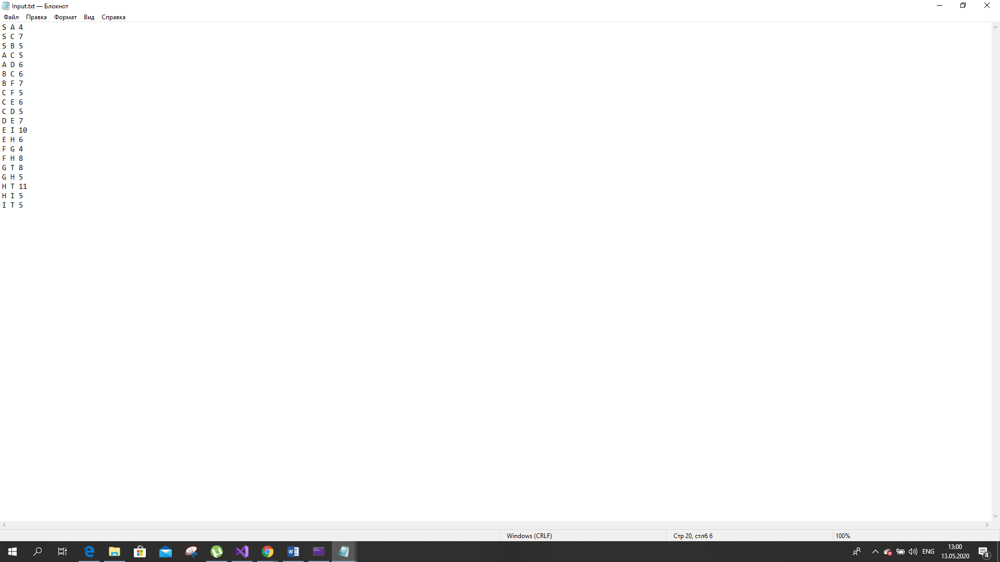 Input.txt — Блокнот
Файл Правка Формат Вид Справка
S A 4
S C 7
S B 5
A C 5
A D 6
B C 6
B F 7
C F 5
C E 6
C D 5
D E 7
E I 10
E H 6
F G 4
F H 8
G T 8
G H 5
H T 11
H I 5
I T 5
Windows (CRLF) Стр 20, стлб 6 100%
ENG 13:00
13.05.2020
4